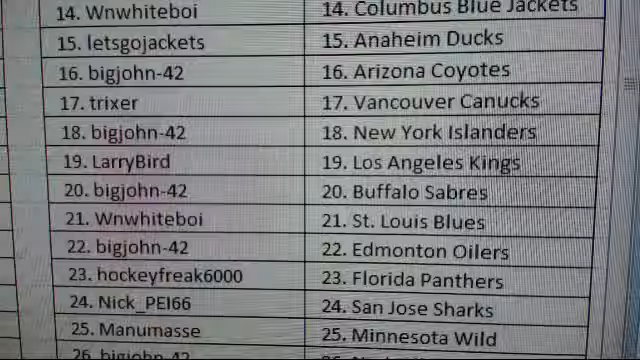 14. Wnwhiteboi 14. Columbus Blue Jackets
15. letsgojackets 15. Anaheim Ducks
16. bigjohn-42 16. Arizona Coyotes
17. trixer 17. Vancouver Canucks
18. bigjohn-42 18. New York Islanders
19. LarryBird 19. Los Angeles Kings
20. bigjohn-42 20. Buffalo Sabres
21. Wnwhiteboi 21. St. Louis Blues
22. bigjohn-42 22. Edmonton Oilers
23. hockeyfreak6000 23. Florida Panthers
24. Nick_PEI66 24. San Jose Sharks
25. Manumasse 25. Minnesota Wild
26. bigjohn-42